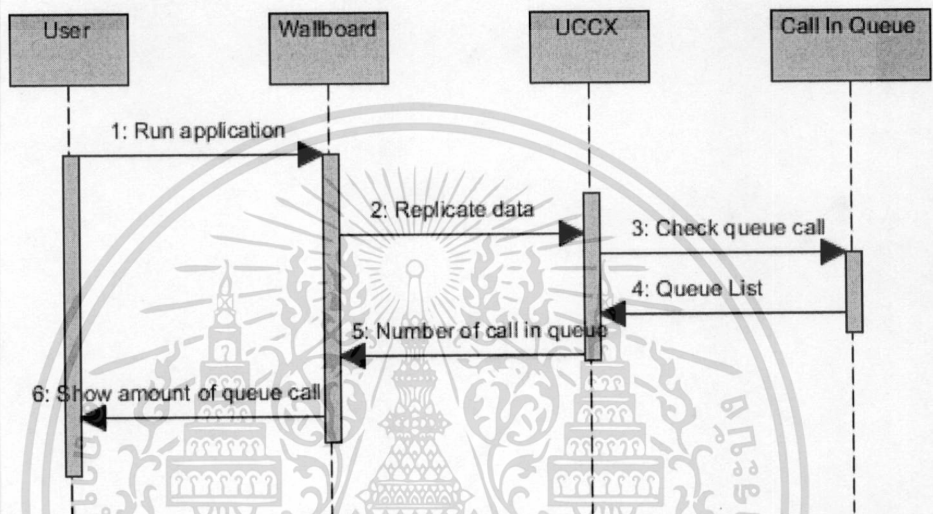 User
Wallboard
UCCX
Call In Queue
1: Run application
2: Replicate data
3: Check queue call
4: Queue List
5: Number of call in queue
6: Show amount of queue call